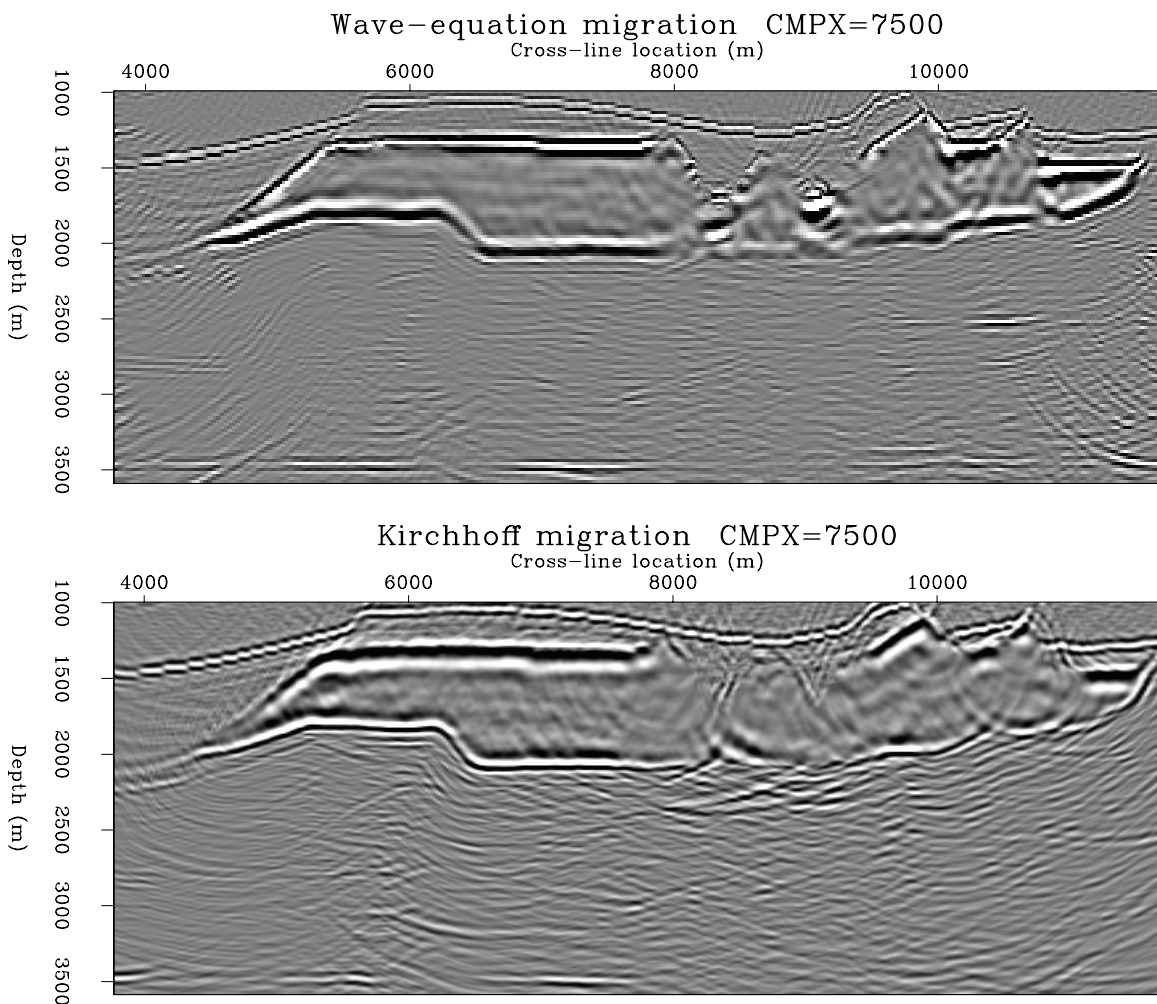 Wave-equation migration CMPX=7500
Cross-line location (m)
4000 6000 8000 10000
1000
1500
2000
2500
3000
3500
Depth (m)
Kirchhoff migration CMPX=7500
Cross-line location (m)
4000 6000 8000 10000
1000
1500
2000
2500
3000
3500
Depth (m)